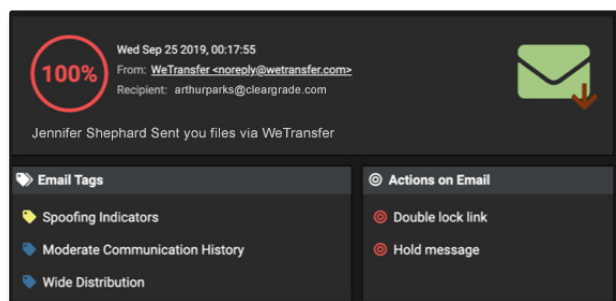 100%
Wed Sep 25 2019, 00:17:55
From: WeTransfer <noreply@wetransfer.com>
Recipient: arthurparks@cleargrade.com
Jennifer Shephard Sent you files via WeTransfer
Email Tags
Spoofing Indicators
Moderate Communication History
Wide Distribution
Actions on Email
Double lock link
Hold message